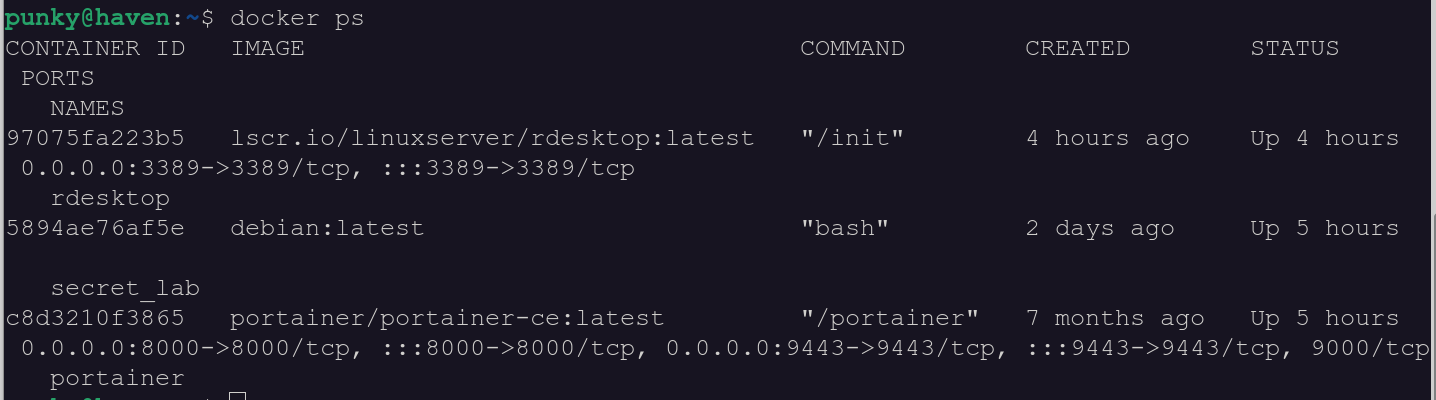 punky@haven:~$ docker ps
CONTAINER ID   IMAGE                                 COMMAND        CREATED        STATUS
 PORTS
   NAMES
97075fa223b5   lscr.io/linuxserver/rdesktop:latest   "/init"        4 hours ago    Up 4 hours
 0.0.0.0:3389->3389/tcp, :::3389->3389/tcp
   rdesktop
5894ae76af5e   debian:latest                         "bash"         2 days ago     Up 5 hours

   secret_lab
c8d3210f3865   portainer/portainer-ce:latest         "/portainer"   7 months ago   Up 5 hours
 0.0.0.0:8000->8000/tcp, :::8000->8000/tcp, 0.0.0.0:9443->9443/tcp, :::9443->9443/tcp, 9000/tcp
   portainer